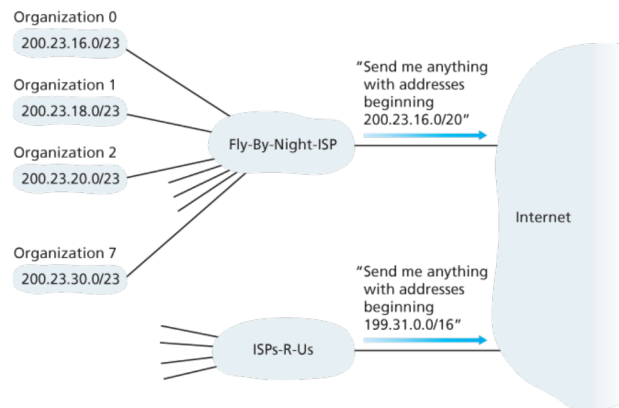 Organization 0
200.23.16.0/23
Organization 1
200.23.18.0/23
Organization 2
200.23.20.0/23
Organization 7
200.23.30.0/23
Fly-By-Night-ISP
“Send me anything
with addresses
beginning
200.23.16.0/20”
Internet
“Send me anything
with addresses
beginning
199.31.0.0/16”
ISPs-R-Us